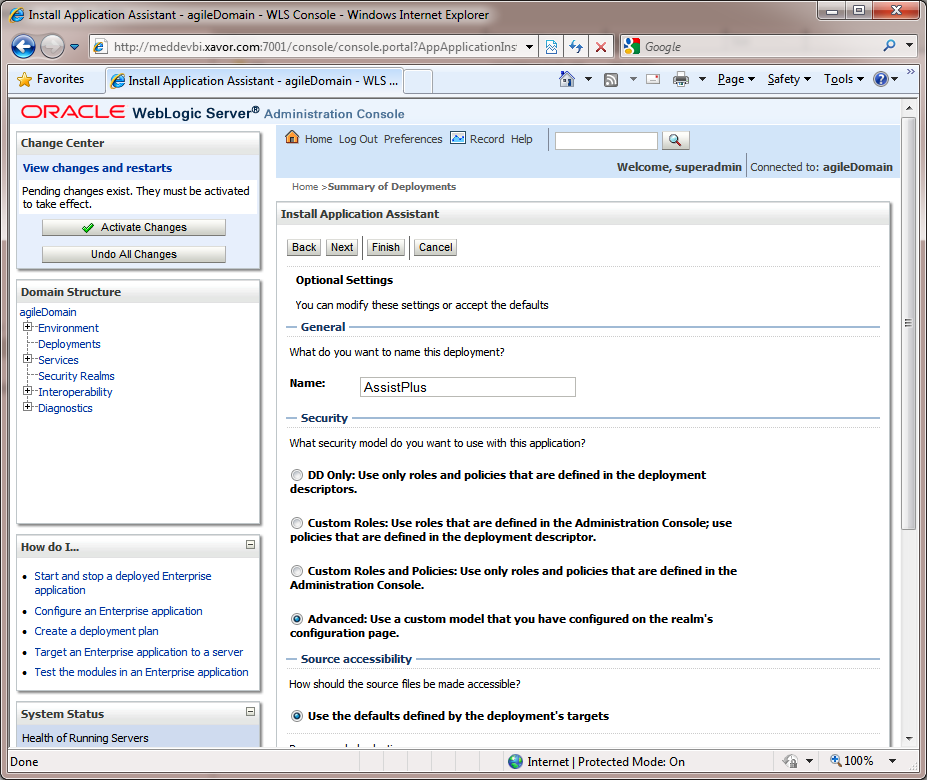 Install Application Assistant - agileDomain - WLS Console - Windows Internet Explorer
http://meddevbi.xavor.com:7001/console/console.portal?AppApplicationIns
Google
Favorites
Install Application Assistant - agileDomain - WLS ...
Page
Safety
Tools
ORACLE WebLogic Server® Administration Console
Change Center
View changes and restarts
Pending changes exist. They must be activated
to take effect.
Activate Changes
Undo All Changes
Domain Structure
agileDomain
Environment
Deployments
Services
Security Realms
Interoperability
Diagnostics
How do I...
Start and stop a deployed Enterprise
application
Configure an Enterprise application
Create a deployment plan
Target an Enterprise application to a server
Test the modules in an Enterprise application
System Status
Health of Running Servers
Home Log Out Preferences Record Help
Welcome, superadmin Connected to: agileDomain
Home >Summary of Deployments
Install Application Assistant
Back Next Finish Cancel
Optional Settings
You can modify these settings or accept the defaults
General
What do you want to name this deployment?
Name: AssistPlus
Security
What security model do you want to use with this application?
DD Only: Use only roles and policies that are defined in the deployment
descriptors.
Custom Roles: Use roles that are defined in the Administration Console; use
policies that are defined in the deployment descriptor.
Custom Roles and Policies: Use only roles and policies that are defined in the
Administration Console.
Advanced: Use a custom model that you have configured on the realm's
configuration page.
Source accessibility
How should the source files be made accessible?
Use the defaults defined by the deployment's targets
Done
Internet | Protected Mode: On
100%